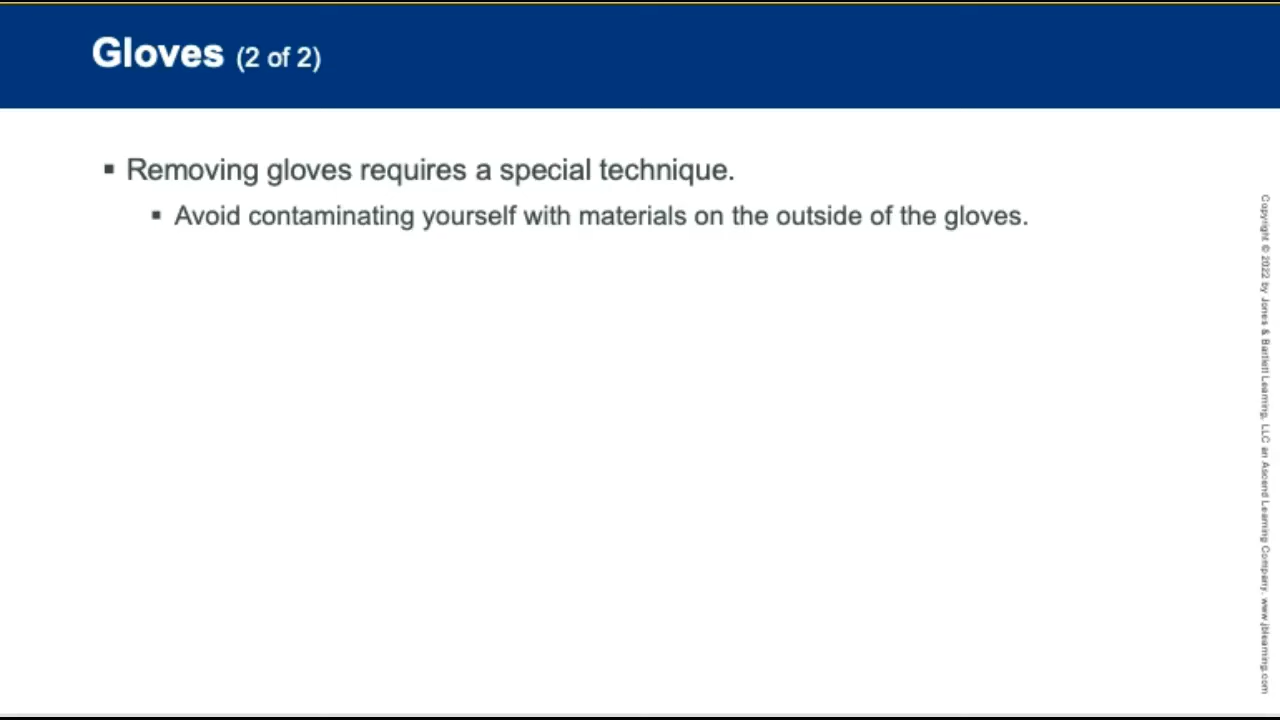 Gloves (2 of 2)
Removing gloves requires a special technique.
Avoid contaminating yourself with materials on the outside of the gloves.
Copyright © 2022 by Jones & Bartlett Learning, LLC an Ascend Learning Company. www.jblearning.com